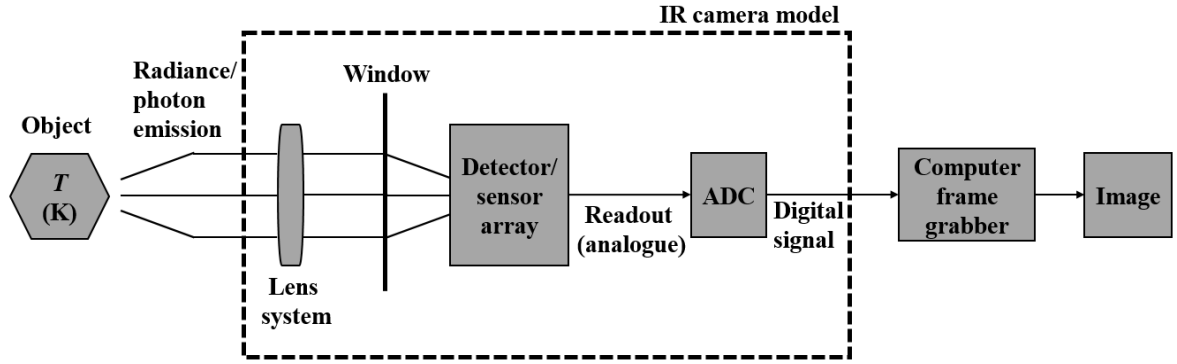 IR camera model
Radiance/
photon
emission
Window
Object
T
(K)
Lens
system
Detector/
sensor
array
Readout
(analogue)
ADC
Digital
signal
Computer
frame
grabber
Image